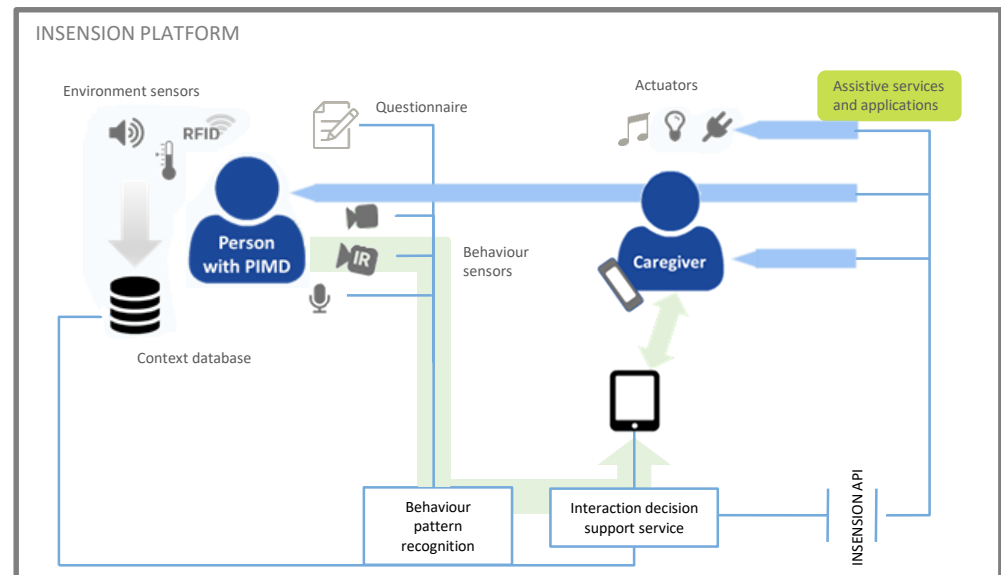 INSENSION PLATFORM
Environment sensors
RFID
Questionnaire
Actuators
Assistive services
and applications
Person
with PIMD
IR
Behaviour
sensors
Caregiver
Context database
Behaviour
pattern
recognition
Interaction decision
support service
INSENSION API